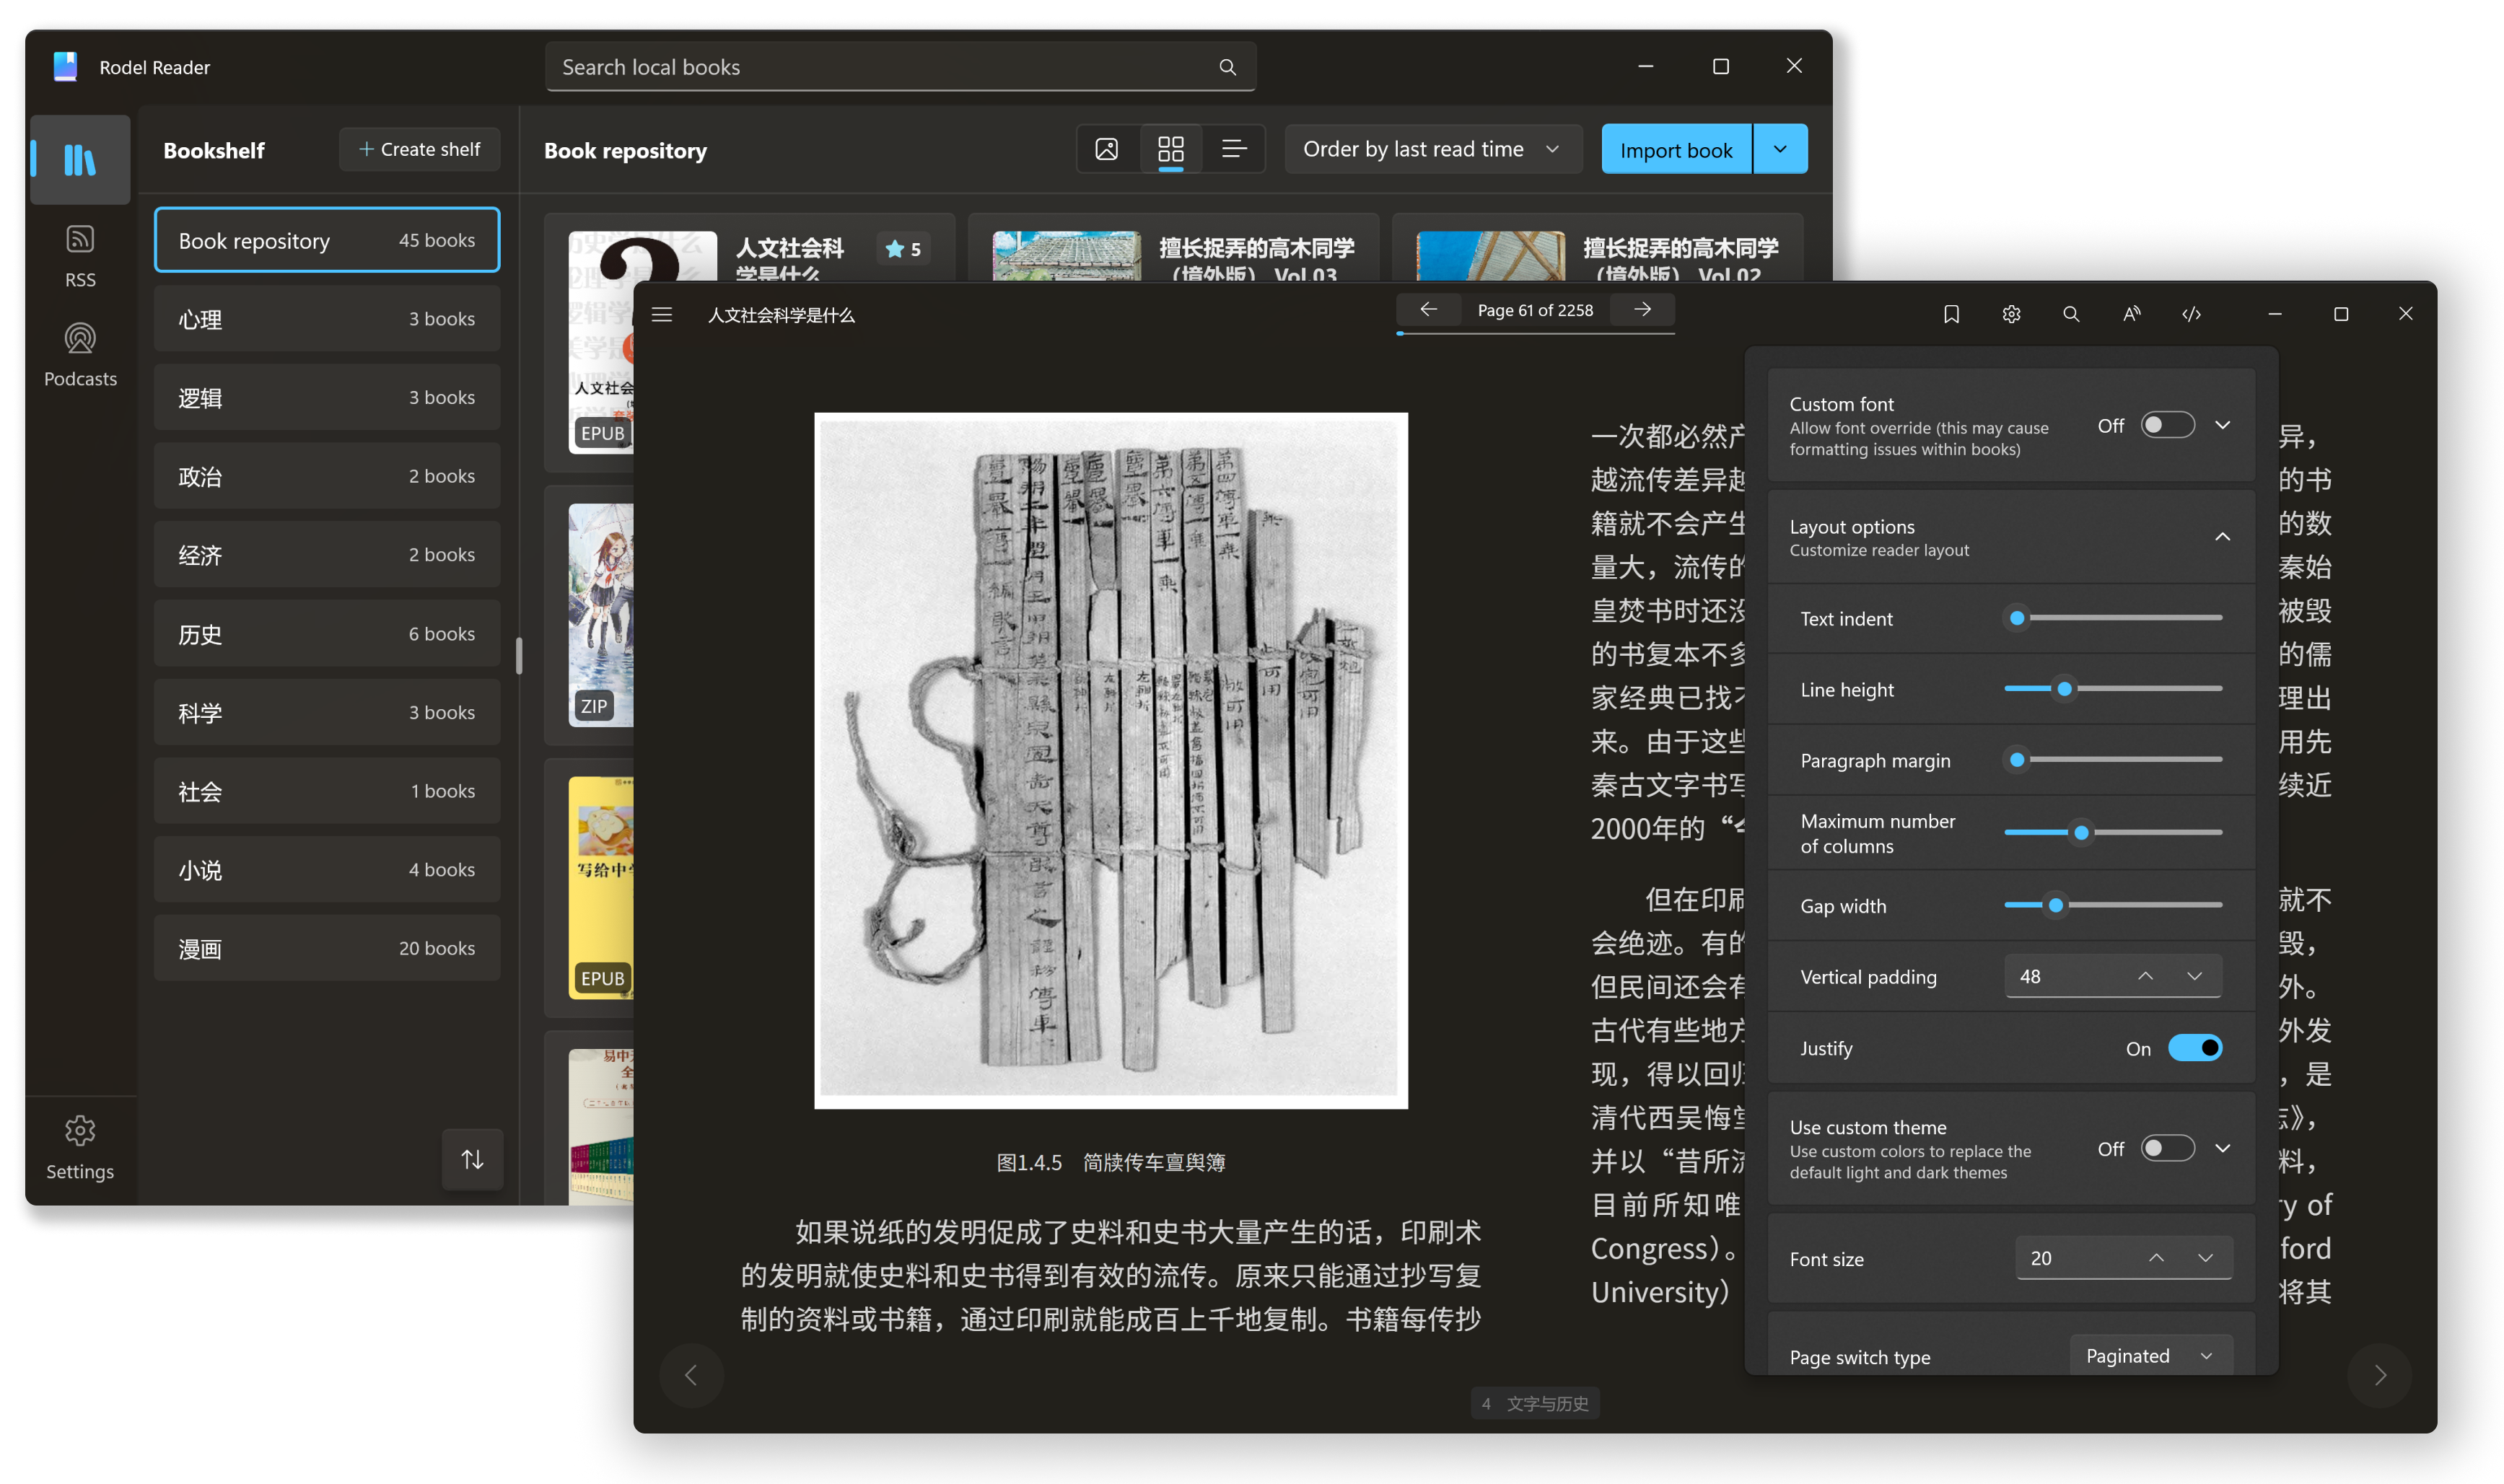 Rodel Reader
Search local books
Bookshelf
Create shelf
Book repository
Order by last read time
Import book
RSS
Podcasts
Settings
Book repository 45 books
心理 3 books
逻辑 3 books
政治 2 books
经济 2 books
历史 6 books
科学 3 books
社会 1 books
小说 4 books
漫画 20 books
人文社会科
学是什么
5
擅长捉弄的高木同学
（境外版） Vol.03
擅长捉弄的高木同学
（境外版） Vol.02
人文社会
EPUB
ZIP
写给中
EPUB
易中
全
人文社会科学是什么
Page 61 of 2258
图1.4.5 简牍传车亶舆簿
如果说纸的发明促成了史料和史书大量产生的话，印刷术
的发明就使史料和史书得到有效的流传。原来只能通过抄写复
制的资料或书籍，通过印刷就能成百上千地复制。书籍每传抄
一次都必然产 异，
越流传差异越 的书
籍就不会产生 的数
量大，流传的 秦始
皇焚书时还没 被毁
的书复本不多 的儒
家经典已找不 理出
来。由于这些 用先
秦古文字书写 续近
2000年的“今
但在印刷 就不
会绝迹。有的 毁，
但民间还会有 外。
古代有些地方 外发
现，得以回归 ，是
清代西吴悔堂 志》，
并以“昔所流 料，
目前所知唯 ry of
Congress）。 ford
University） 将其
Custom font
Allow font override (this may cause
formatting issues within books)
Off
Layout options
Customize reader layout
Text indent
Line height
Paragraph margin
Maximum number
of columns
Gap width
Vertical padding 48
Justify On
Use custom theme
Use custom colors to replace the
default light and dark themes
Off
Font size 20
Page switch type Paginated
4 文字与历史